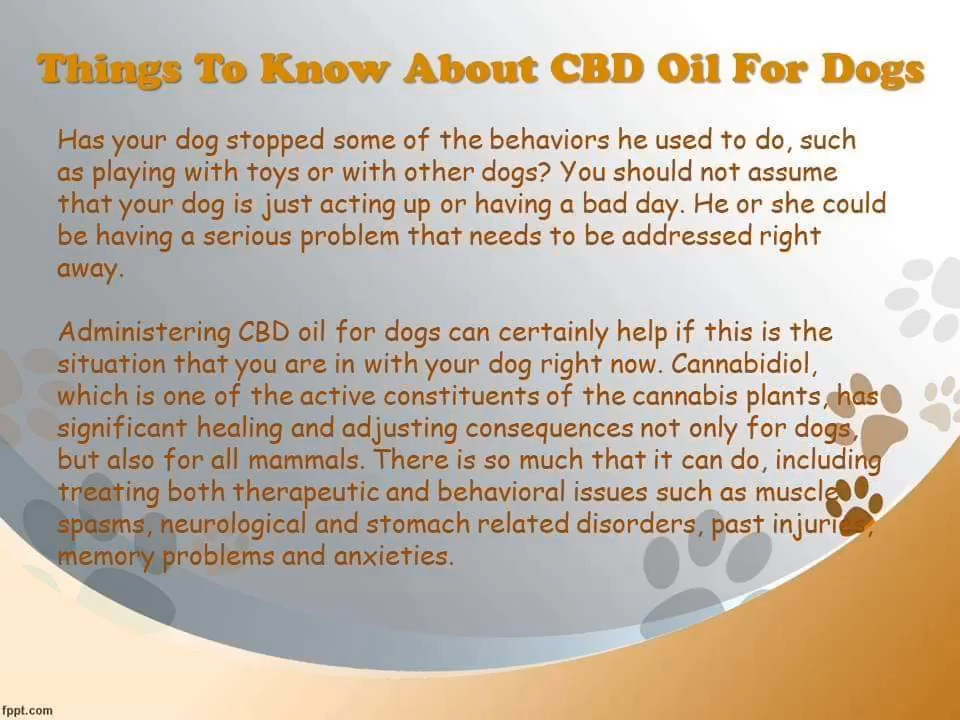 Things To Know About CBD Oil For Dogs
Has your dog stopped some of the behaviors he used to do, such
as playing with toys or with other dogs? You should not assume
that your dog is just acting up or having a bad day. He or she could
be having a serious problem that needs to be addressed right
away.
Administering CBD oil for dogs can certainly help if this is the
situation that you are in with your dog right now. Cannabidiol,
which is one of the active constituents of the cannabis plants, has
significant healing and adjusting consequences not only for dogs,
but also for all mammals. There is so much that it can do, including
treating both therapeutic and behavioral issues such as muscle
spasms, neurological and stomach related disorders, past injuries,
memory problems and anxieties.
fppt.com